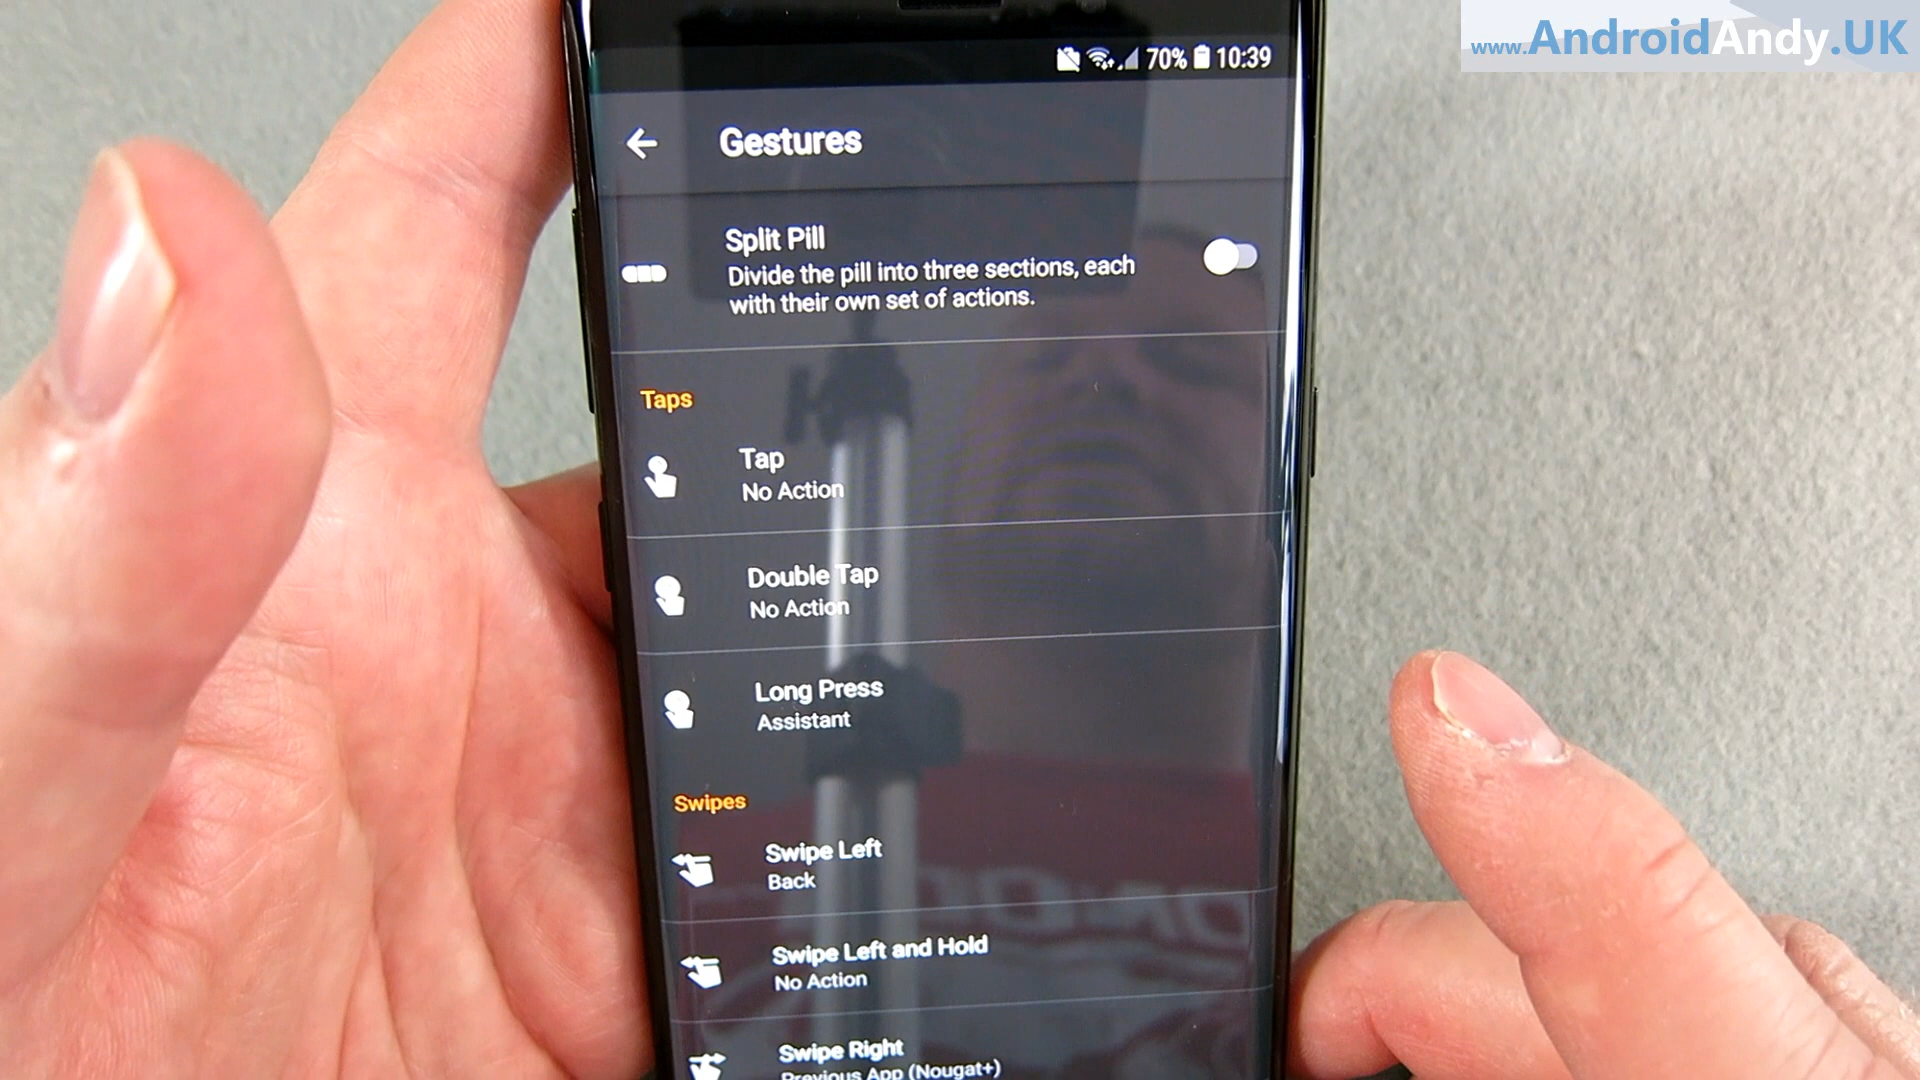 www.AndroidAndy.UK
70% 10:39
Gestures
Split Pill
Divide the pill into three sections, each
with their own set of actions.
Taps
Tap
No Action
Double Tap
No Action
Long Press
Assistant
Swipes
Swipe Left
Back
Swipe Left and Hold
No Action
Swipe Right
Previous App (Nougat+)